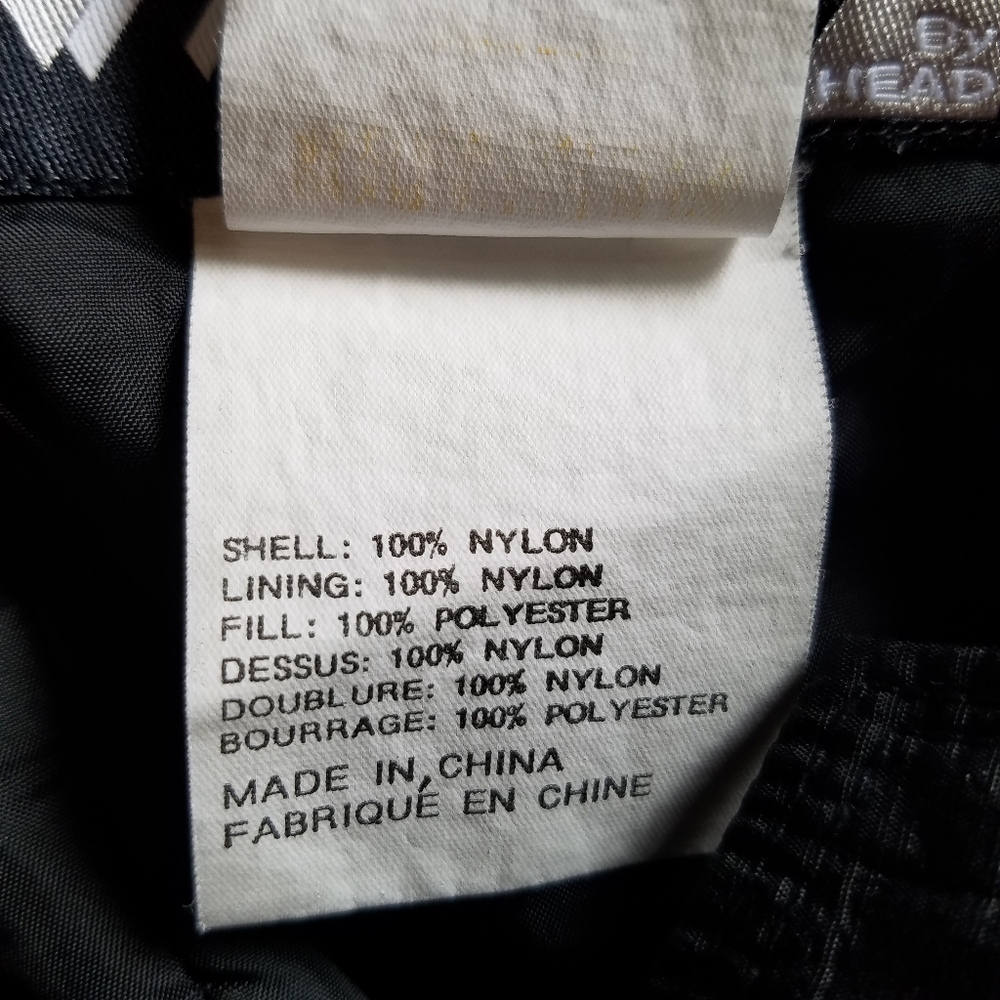 By
HEAD
SHELL: 100% NYLON
LINING: 100% NYLON
FILL: 100% POLYESTER
DESSUS: 100% NYLON
DOUBLURE: 100% NYLON
BOURRAGE: 100% POLYESTER
MADE IN CHINA
FABRIQUÉ EN CHINE